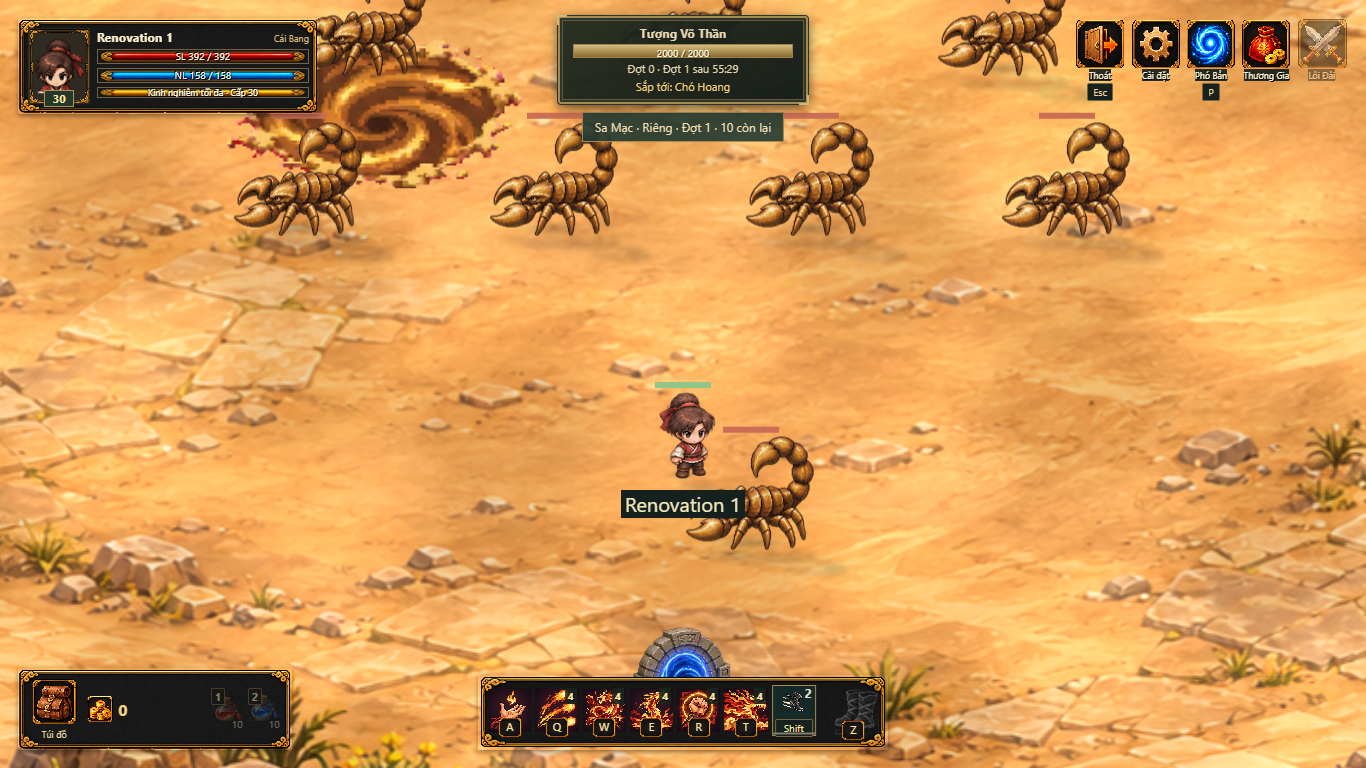 Renovation 1
Cái Bang
SL 392 / 392
NL 158 / 158
Kinh nghiệm tối đa · Cấp 30
30
Tượng Võ Thần
2000 / 2000
Đợt 0 · Đợt 1 sau 55:29
Sắp tới: Chó Hoang
Sa Mạc · Riêng · Đợt 1 · 10 còn lại
Thoát
Esc
Cài đặt
Phó Bản
P
Thương Gia
Lôi Đài
Renovation 1
Túi đồ
0
1
10
2
10
A
4
Q
4
W
4
E
4
R
4
T
2
Shift
Z